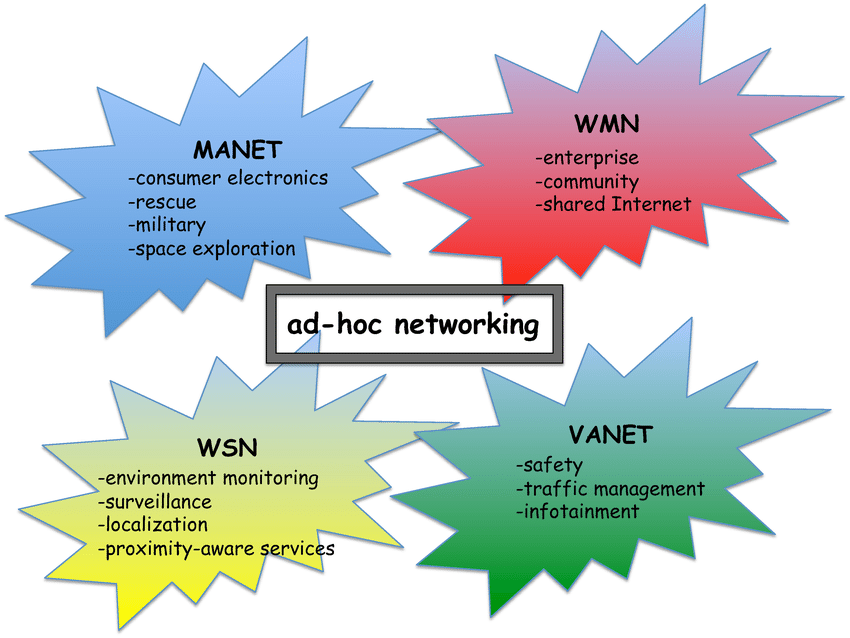 MANET
-consumer electronics
-rescue
-military
-space exploration
WMN
-enterprise
-community
-shared Internet
ad-hoc networking
WSN
-environment monitoring
-surveillance
-localization
-proximity-aware services
VANET
-safety
-traffic management
-infotainment